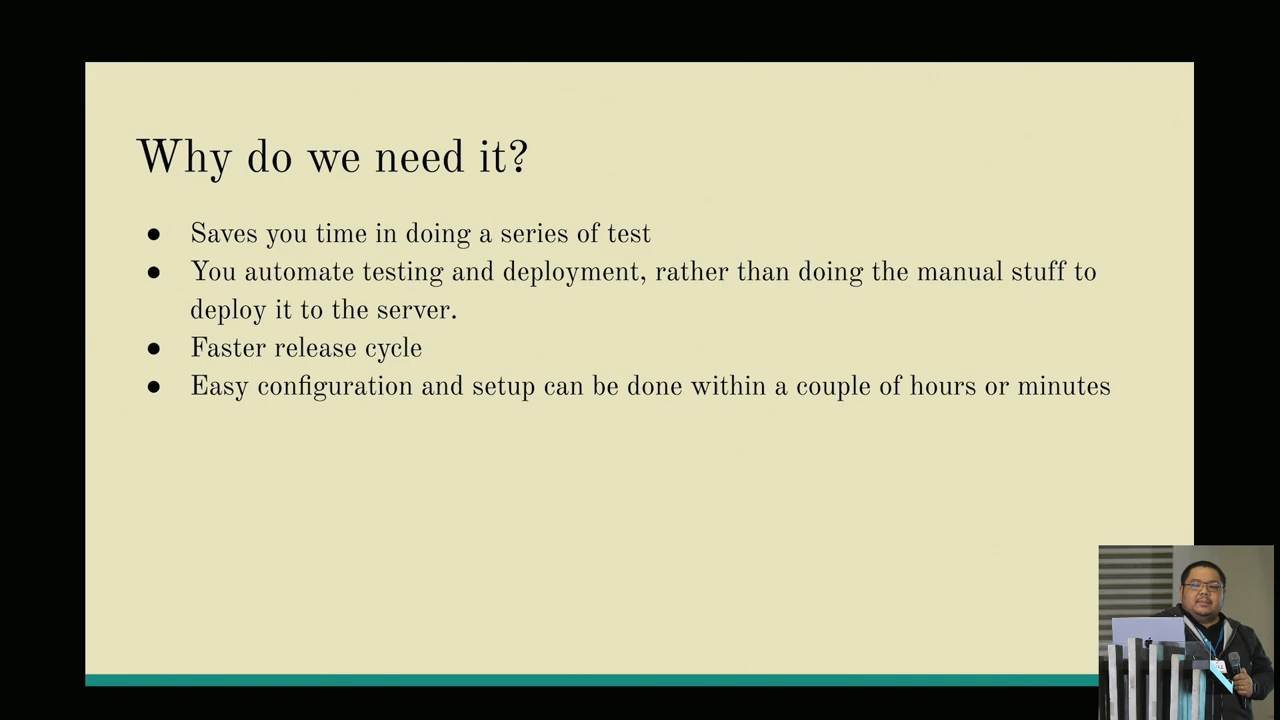 Why do we need it?
● Saves you time in doing a series of test
● You automate testing and deployment, rather than doing the manual stuff to
deploy it to the server.
● Faster release cycle
● Easy configuration and setup can be done within a couple of hours or minutes